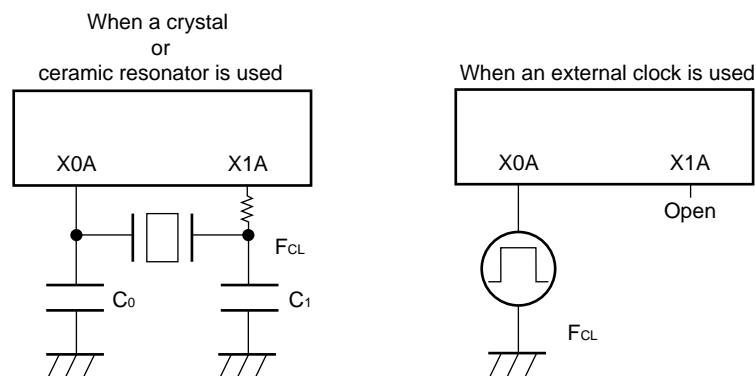 When a crystal
or
ceramic resonator is used
X0A
X1A
FCL
C0
C1
When an external clock is used
X0A
X1A
Open
FCL